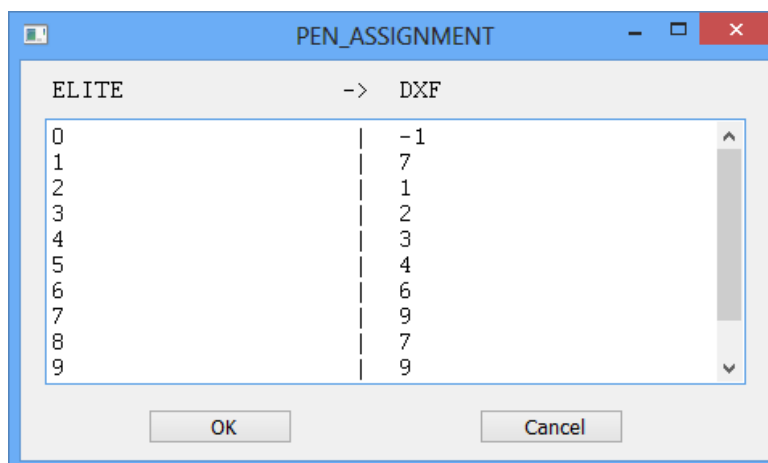 PEN_ASSIGNMENT
ELITE -> DXF
0 | -1
1 | 7
2 | 1
3 | 2
4 | 3
5 | 4
6 | 6
7 | 9
8 | 7
9 | 9
OK Cancel